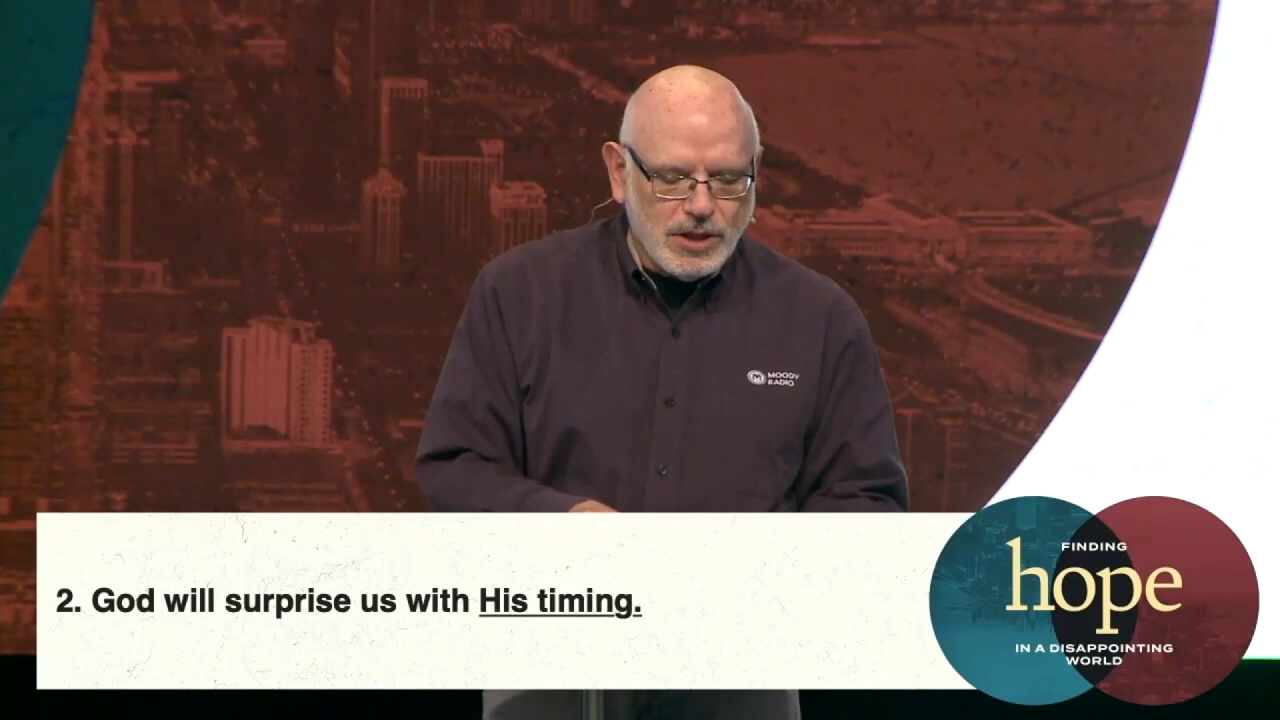 MOODY
RADIO
2. God will surprise us with His timing.
FINDING
hope
IN A DISAPPOINTING
WORLD